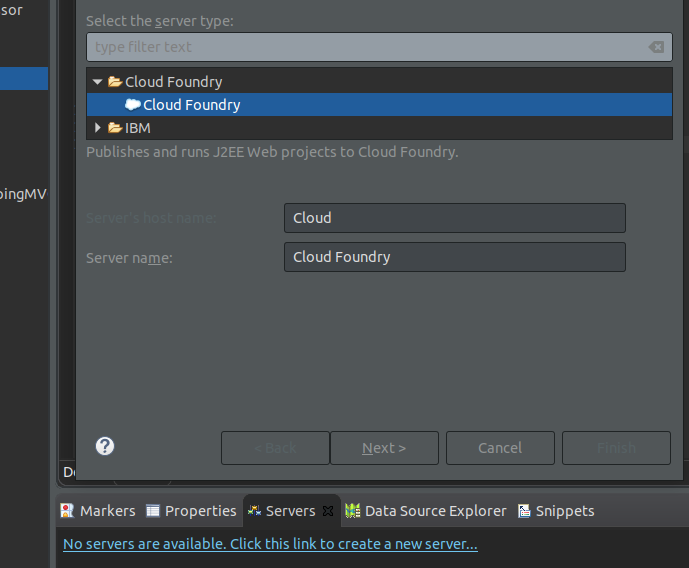 sor
Select the server type:
type filter text
Cloud Foundry
Cloud Foundry
IBM
Publishes and runs J2EE Web projects to Cloud Foundry.
pingMV
Server's host name:
Cloud
Server name:
Cloud Foundry
< Back
Next >
Cancel
Finish
Markers
Properties
Servers
Data Source Explorer
Snippets
No servers are available. Click this link to create a new server...